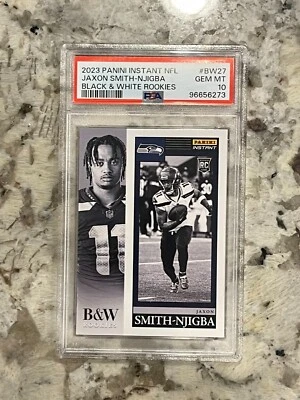 2023 PANINI INSTANT NFL #BW27
JAXON SMITH-NJIGBA GEM MT
BLACK & WHITE ROOKIES 10
PSA 96656273
PANINI
INSTANT
RC
11
B&W
JAXON
SMITH-NJIGBA